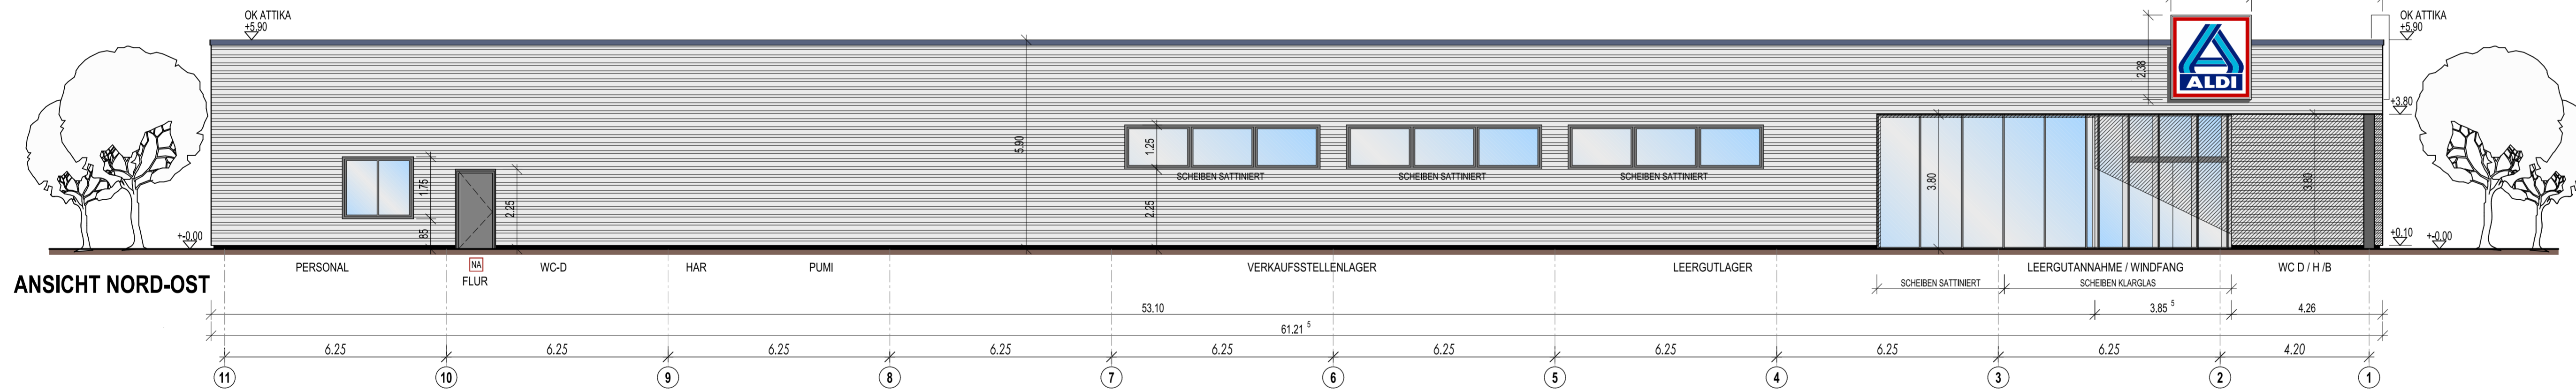 OK ATTIKA
+5.90
OK ATTIKA
+5.90
ALDI
2.38
+3.80
5.90
1.25
2.25
SCHEIBEN SATTINIERT
SCHEIBEN SATTINIERT
SCHEIBEN SATTINIERT
3.80
3.80
1.75
85
2.25
+-0.00
+0.10
+-0.00
ANSICHT NORD-OST
PERSONAL
NA
FLUR
WC-D
HAR
PUMI
VERKAUFSSTELLENLAGER
LEERGUTLAGER
LEERGUTANNAHME / WINDFANG
WC D / H /B
SCHEIBEN SATTINIERT
SCHEIBEN KLARGLAS
53.10
3.85 5
4.26
61.21 5
6.25
6.25
6.25
6.25
6.25
6.25
6.25
6.25
6.25
4.20
11
10
9
8
7
6
5
4
3
2
1